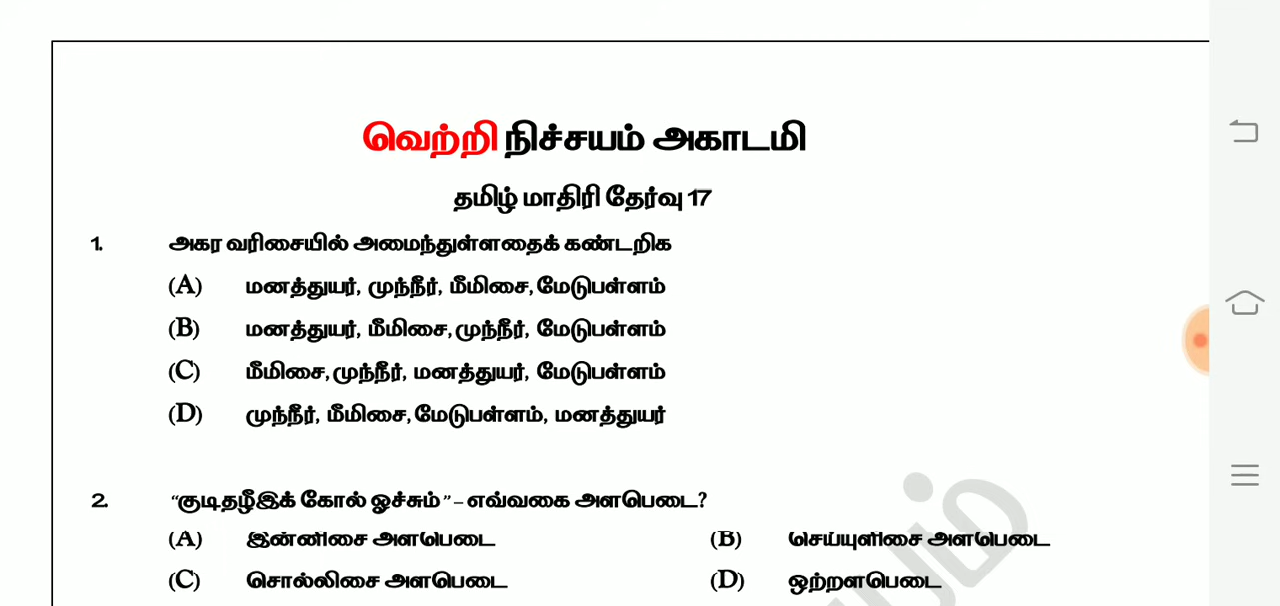 வெற்றி நிச்சயம் அகாடமி
தமிழ் மாதிரி தேர்வு 17
1. அகர வரிசையில் அமைந்துள்ளதைக் கண்டறிக
(A) மனத்துயர், முந்நீர், மீமிசை, மேடுபள்ளம்
(B) மனத்துயர், மீமிசை, முந்நீர், மேடுபள்ளம்
(C) மீமிசை, முந்நீர், மனத்துயர், மேடுபள்ளம்
(D) முந்நீர், மீமிசை, மேடுபள்ளம், மனத்துயர்
2. “குடிதழீஇக் கோல் ஓச்சும்” – எவ்வகை அளபெடை?
(A) இன்னிசை அளபெடை (B) செய்யுளிசை அளபெடை
(C) சொல்லிசை அளபெடை (D) ஒற்றளபெடை